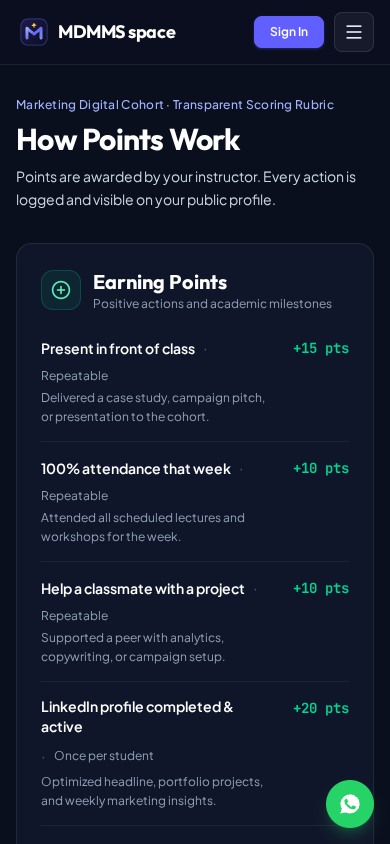 MDMMS space
Sign In
Marketing Digital Cohort · Transparent Scoring Rubric
How Points Work
Points are awarded by your instructor. Every action is
logged and visible on your public profile.
Earning Points
Positive actions and academic milestones
Present in front of class · +15 pts
Repeatable
Delivered a case study, campaign pitch,
or presentation to the cohort.
100% attendance that week · +10 pts
Repeatable
Attended all scheduled lectures and
workshops for the week.
Help a classmate with a project · +10 pts
Repeatable
Supported a peer with analytics,
copywriting, or campaign setup.
LinkedIn profile completed & +20 pts
active
· Once per student
Optimized headline, portfolio projects,
and weekly marketing insights.